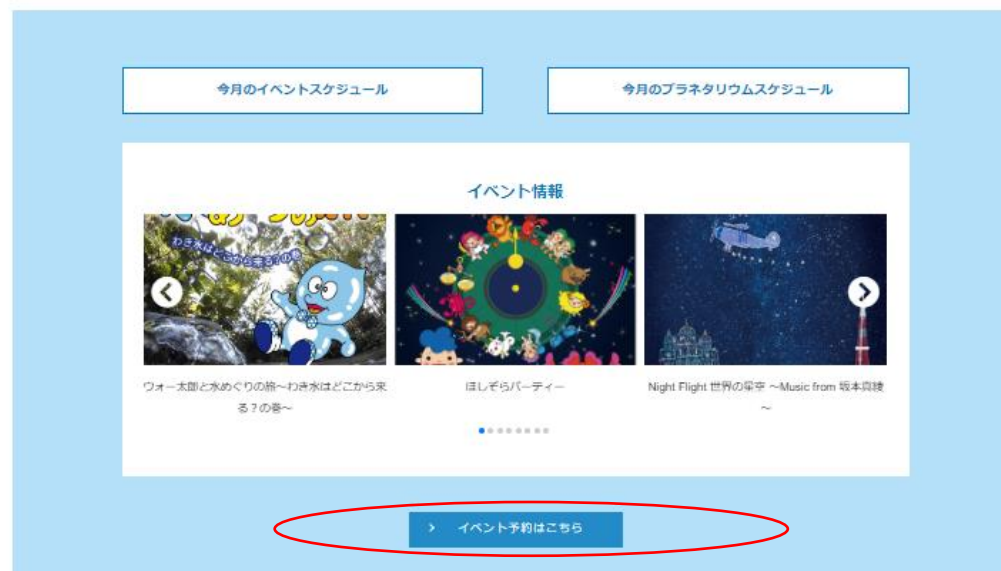 今月のイベントスケジュール
今月のプラネタリウムスケジュール
イベント情報
わき水はどこから来る?の巻
ウォー太郎と水めぐりの旅～わき水はどこから来
る？の巻～
ほしぞらパーティー
Night Flight 世界の星空 ～Music from 坂本真綾
～
イベント予約はこちら